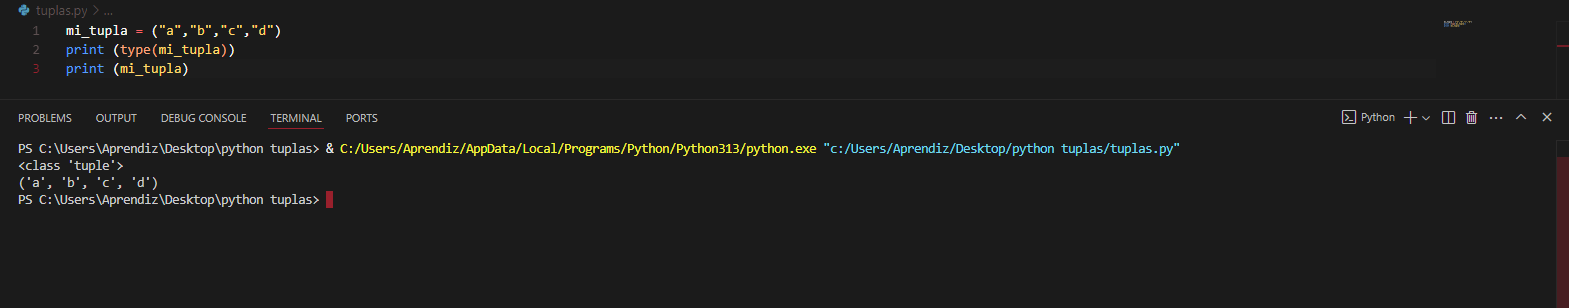 tuplas.py > ...
1 mi_tupla = ("a","b","c","d")
2 print (type(mi_tupla))
3 print (mi_tupla)
PROBLEMS OUTPUT DEBUG CONSOLE TERMINAL PORTS Python
PS C:\Users\Aprendiz\Desktop\python tuplas> & C:/Users/Aprendiz/AppData/Local/Programs/Python/Python313/python.exe "c:/Users/Aprendiz/Desktop/python tuplas/tuplas.py"
<class 'tuple'>
('a', 'b', 'c', 'd')
PS C:\Users\Aprendiz\Desktop\python tuplas>